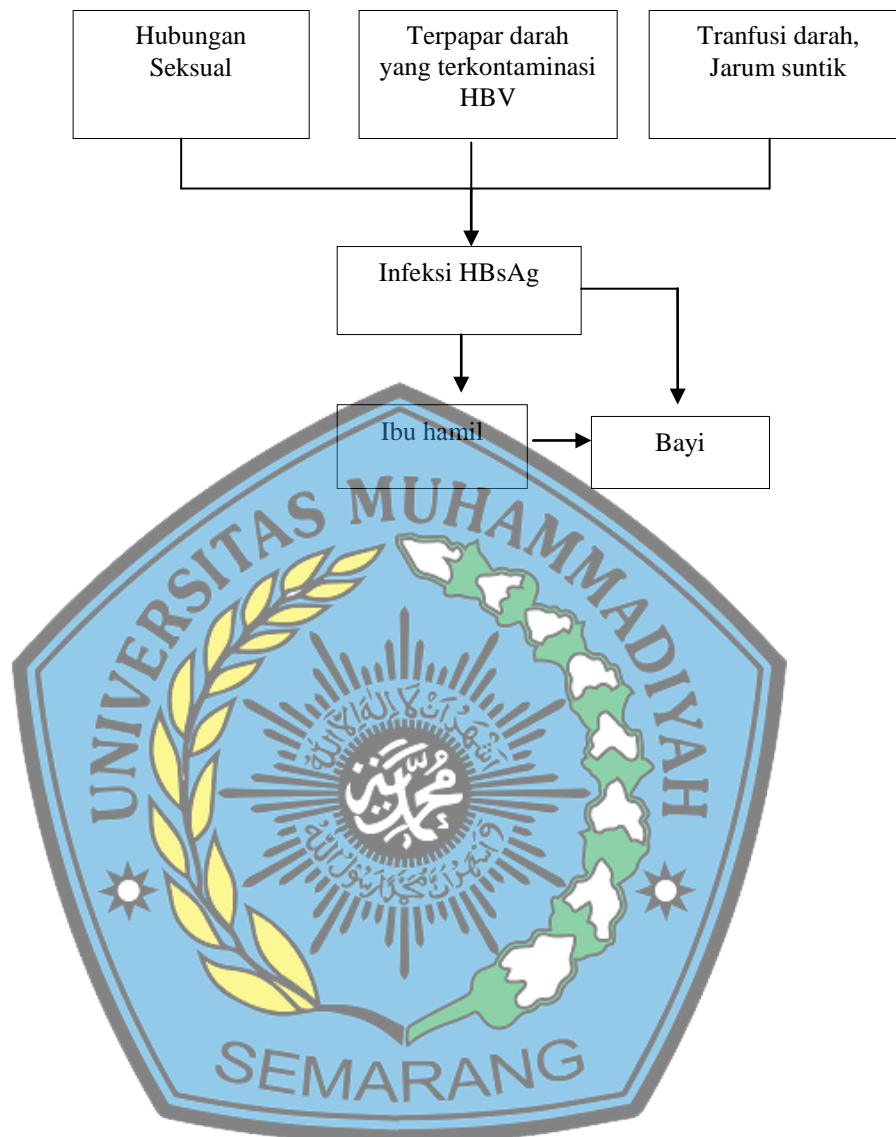 Hubungan
Seksual
Terpapar darah
yang terkontaminasi
HBV
Tranfusi darah,
Jarum suntik
Infeksi HBsAg
Ibu hamil
Bayi
UNIVERSITAS MUHAMMADIYAH
SEMARANG